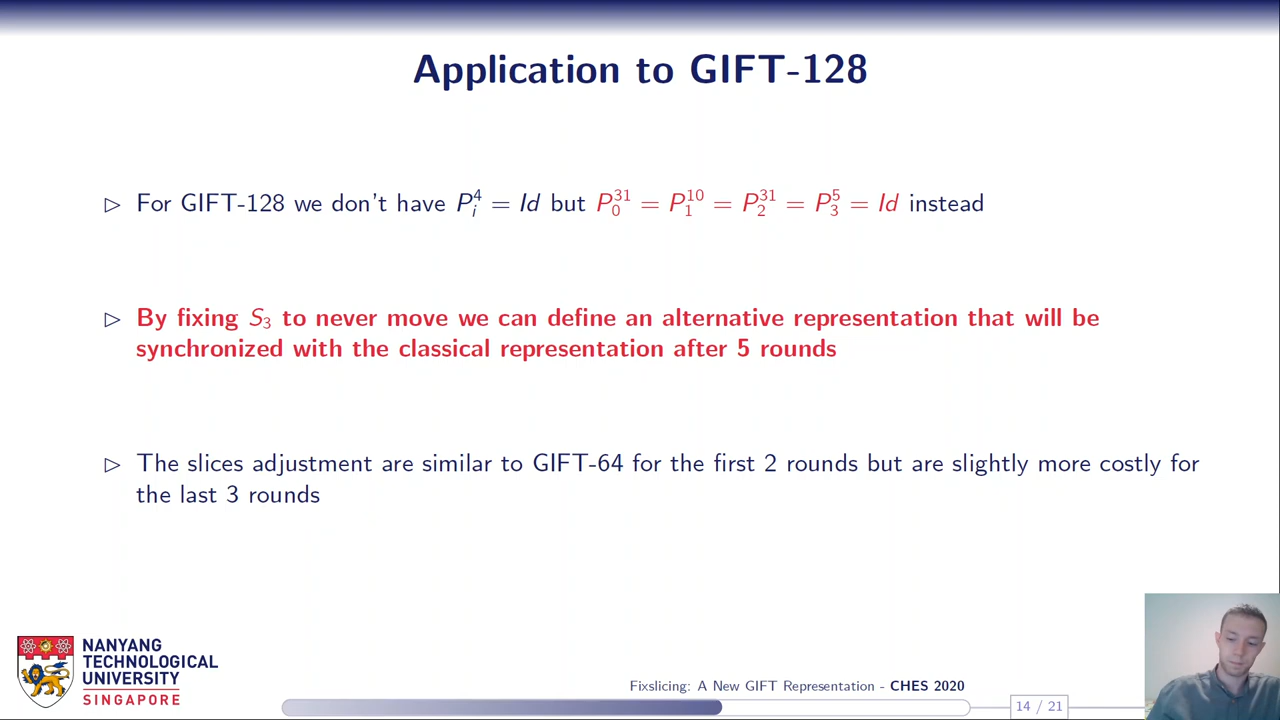 Application to GIFT-128
▷ For GIFT-128 we don't have P_i^4 = Id but P_0^31 = P_1^10 = P_2^31 = P_3^5 = Id instead
▷ By fixing S_3 to never move we can define an alternative representation that will be
synchronized with the classical representation after 5 rounds
▷ The slices adjustment are similar to GIFT-64 for the first 2 rounds but are slightly more costly for
the last 3 rounds
NANYANG
TECHNOLOGICAL
UNIVERSITY
SINGAPORE
Fixslicing: A New GIFT Representation - CHES 2020
14 / 21